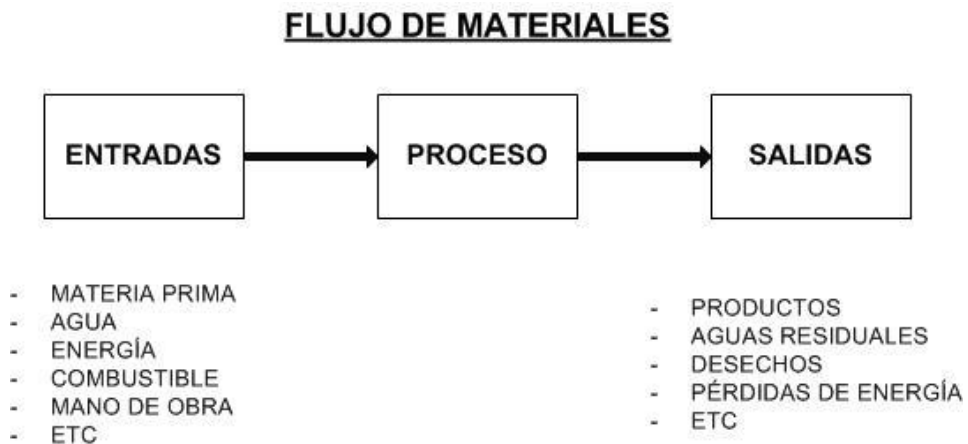 FLUJO DE MATERIALES
ENTRADAS
PROCESO
SALIDAS
- MATERIA PRIMA
- AGUA
- ENERGÍA
- COMBUSTIBLE
- MANO DE OBRA
- ETC
- PRODUCTOS
- AGUAS RESIDUALES
- DESECHOS
- PÉRDIDAS DE ENERGÍA
- ETC